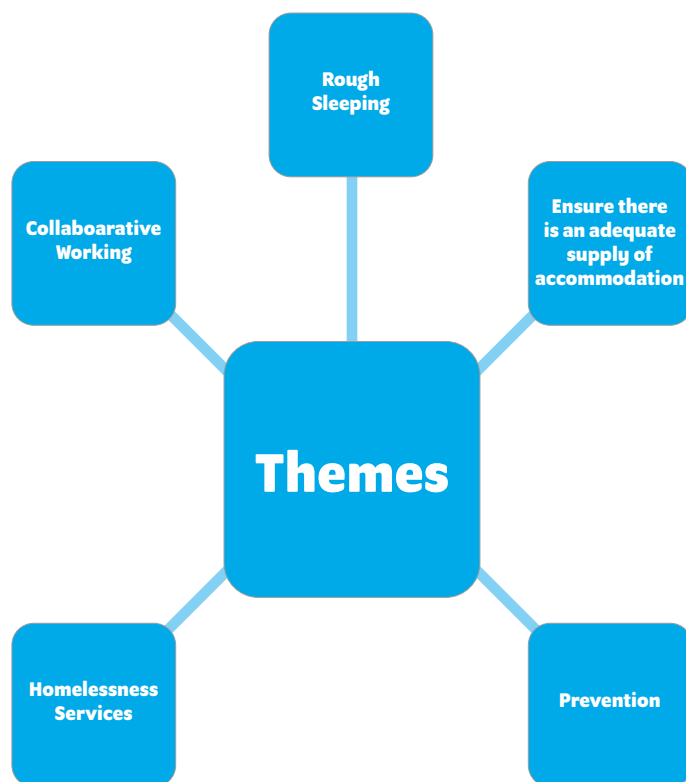 Rough
Sleeping
Collaboarative
Working
Ensure there
is an adequate
supply of
accommodation
Themes
Homelessness
Services
Prevention